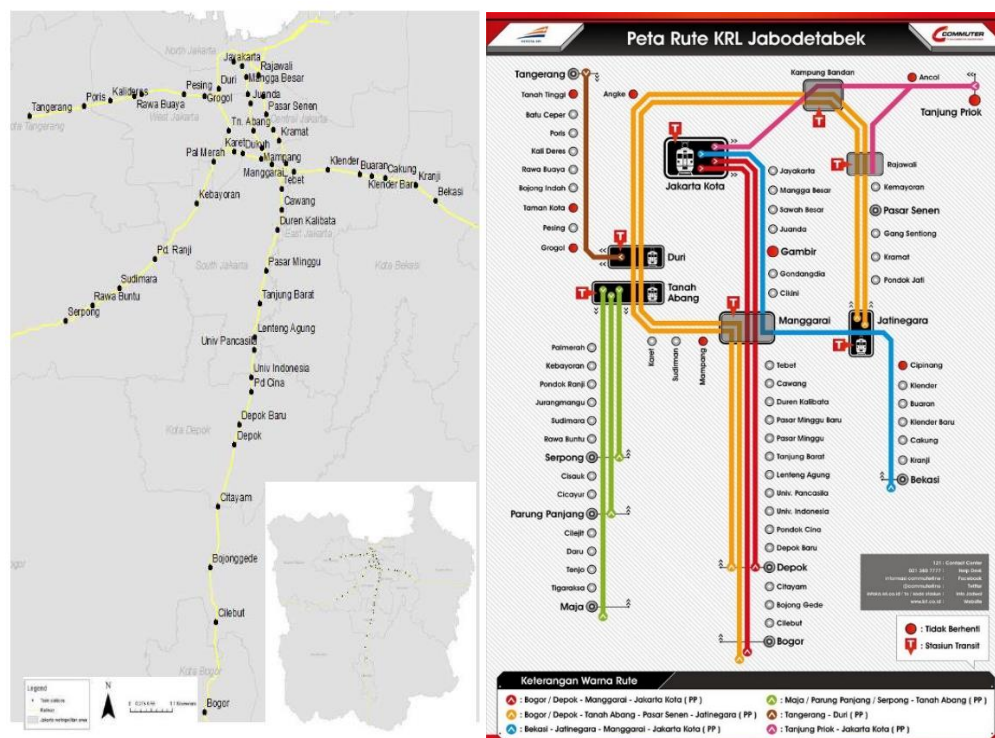 North Jakarta
Jayakarta
Rajawali
Duri
Mangga Besar
Kalideres
Pesing
Poris
Juanda
Tangerang
Rawa Buaya
Grogol
Pasar Senen
West Jakarta
Central Jakarta
Tn. Abang
Kramat
Karet
Dukuh
Pal Merah
Mampang
Manggarai
Klender
Buaran
Cakung
Tebet
Kranji
Klender Bar
Kebayoran
Cawang
Bekasi
Duren Kalibata
East Jakarta
Pd. Ranji
South Jakarta
Pasar Minggu
Kota Bekasi
Sudimara
Rawa Buntu
Tanjung Barat
Serpong
Lenteng Agung
Univ Pancasila
Univ Indonesia
Pd Cina
Depok Baru
Kota Depok
Depok
Citayam
Bojonggede
Cilebut
Kota Bogor
Bogor
Legend
N
Peta Rute KRL Jabodetabek
COMMUTER
Tangerang
Tanah Tinggi
Batu Ceper
Poris
Kali Deres
Rawa Buaya
Bojong Indah
Taman Kota
Pesing
Grogol
Angke
Kampung Bandan
Ancol
Tanjung Priok
T
Jakarta Kota
T
T
Rajawali
Jayakarta
Mangga Besar
Sawah Besar
Juanda
Gambir
Gondangdia
Cikini
Kemayoran
Pasar Senen
Gang Sentiong
Kramat
Pondok Jati
T
Duri
T
Tanah
Abang
T
Manggarai
Jatinegara
T
Karet
Sudirman
Mampang
Palmerah
Kebayoran
Pondok Ranji
Jurangmangu
Sudimara
Rawa Buntu
Serpong
Cisauk
Cicayur
Parung Panjang
Cilejit
Daru
Tenjo
Tigaraksa
Maja
Tebet
Cawang
Duren Kalibata
Pasar Minggu Baru
Pasar Minggu
Tanjung Barat
Lenteng Agung
Univ. Pancasila
Univ. Indonesia
Pondok Cina
Depok Baru
Depok
Citayam
Bojong Gede
Cilebut
Bogor
Cipinang
Klender
Buaran
Klender Baru
Cakung
Kranji
Bekasi
: Tidak Berhenti
T : Stasiun Transit
Keterangan Warna Rute
: Bogor / Depok - Manggarai - Jakarta Kota ( PP )
: Bogor / Depok - Tanah Abang - Pasar Senen - Jatinegara ( PP )
: Bekasi - Jatinegara - Manggarai - Jakarta Kota ( PP )
: Maja / Parung Panjang / Serpong - Tanah Abang ( PP )
: Tangerang - Duri ( PP )
: Tanjung Priok - Jakarta Kota ( PP )